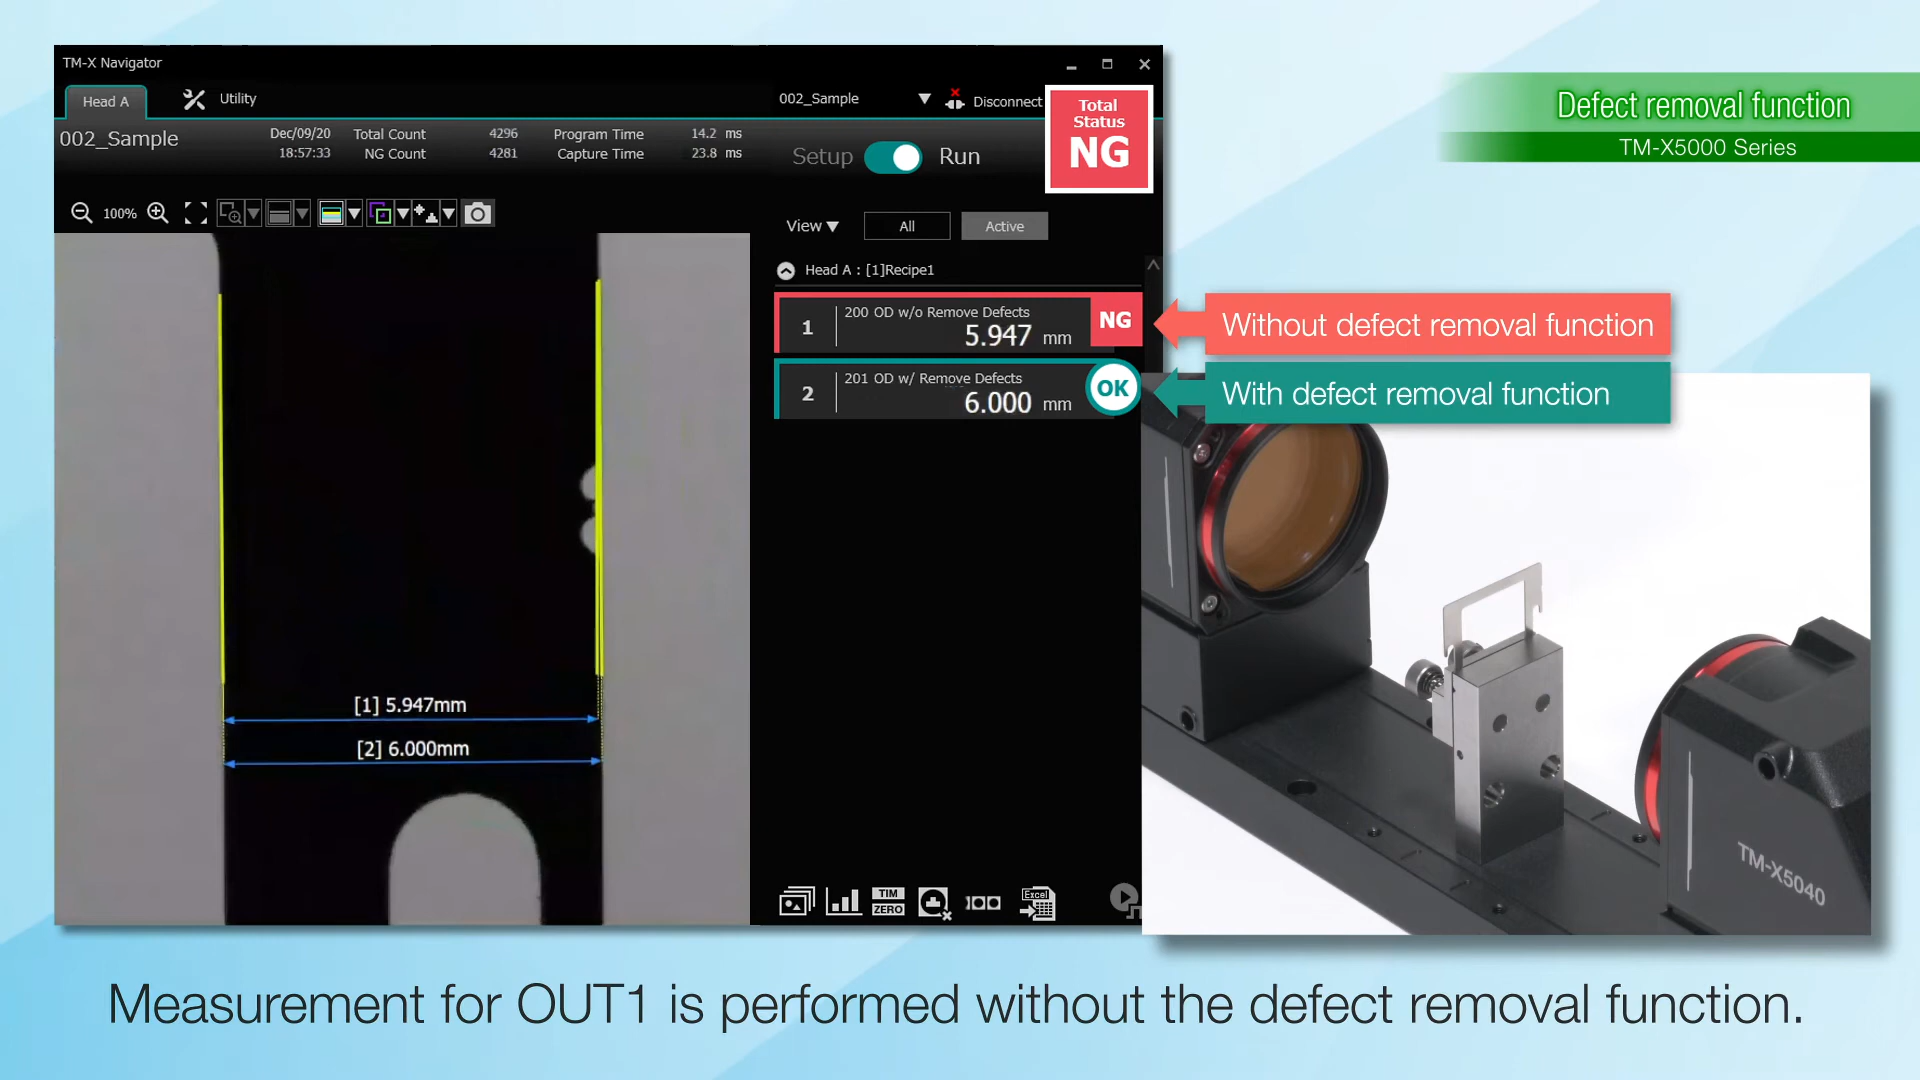 TM-X Navigator
Head A
Utility
002_Sample
Disconnect
Total
Status
NG
002_Sample
Dec/09/20
18:57:33
Total Count 4296
NG Count 4281
Program Time 14.2 ms
Capture Time 23.8 ms
Setup Run
100%
View All Active
Head A : [1]Recipe1
1 200 OD w/o Remove Defects
5.947 mm
NG
2 201 OD w/ Remove Defects
6.000 mm
OK
[1] 5.947mm
[2] 6.000mm
TIM
ZERO
Excel
Defect removal function
TM-X5000 Series
Without defect removal function
With defect removal function
TM-X5040
Measurement for OUT1 is performed without the defect removal function.